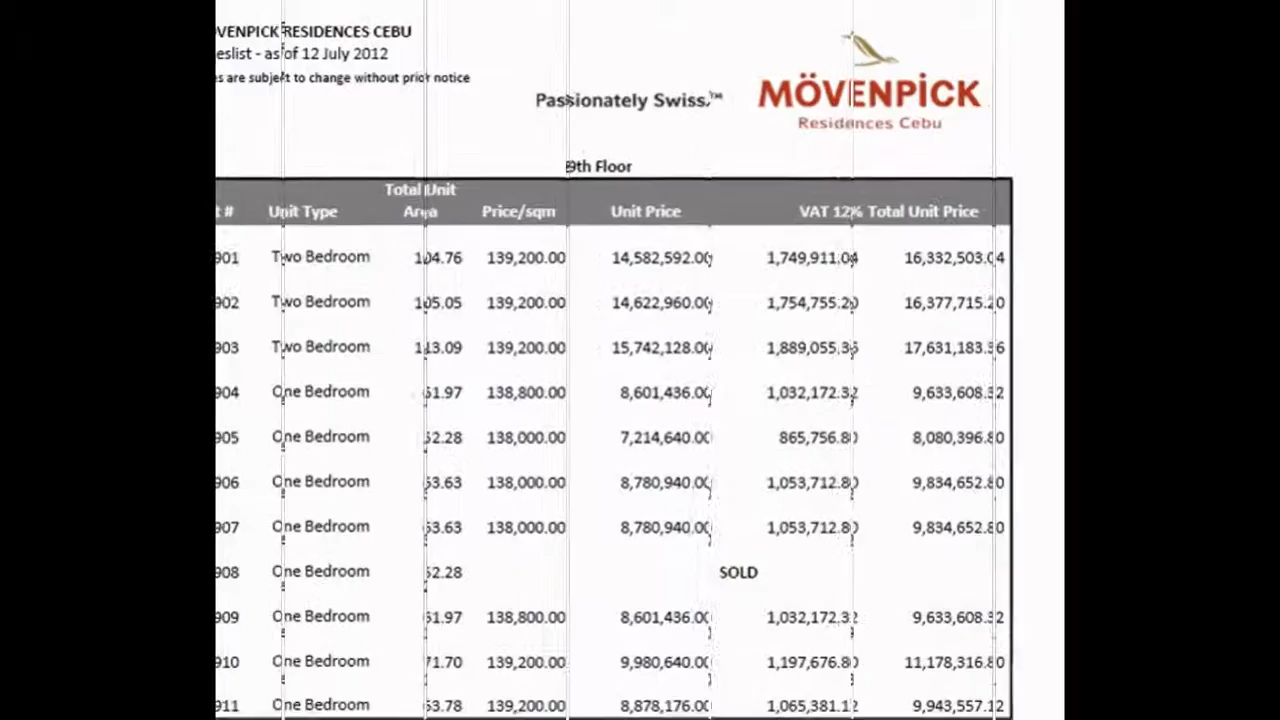 VENPICK RESIDENCES CEBU
eslist - as of 12 July 2012
es are subject to change without prior notice
Passionately Swiss.™
MÖVENPICK
Residences Cebu
9th Floor
t # Unit Type Total Unit Area Price/sqm Unit Price VAT 12% Total Unit Price
901 Two Bedroom 104.76 139,200.00 14,582,592.00 1,749,911.04 16,332,503.04
902 Two Bedroom 105.05 139,200.00 14,622,960.00 1,754,755.20 16,377,715.20
903 Two Bedroom 113.09 139,200.00 15,742,128.00 1,889,055.36 17,631,183.36
904 One Bedroom 61.97 138,800.00 8,601,436.00 1,032,172.32 9,633,608.32
905 One Bedroom 52.28 138,000.00 7,214,640.00 865,756.80 8,080,396.80
906 One Bedroom 63.63 138,000.00 8,780,940.00 1,053,712.80 9,834,652.80
907 One Bedroom 63.63 138,000.00 8,780,940.00 1,053,712.80 9,834,652.80
908 One Bedroom 52.28 SOLD
909 One Bedroom 61.97 138,800.00 8,601,436.00 1,032,172.32 9,633,608.32
910 One Bedroom 71.70 139,200.00 9,980,640.00 1,197,676.80 11,178,316.80
911 One Bedroom 63.78 139,200.00 8,878,176.00 1,065,381.12 9,943,557.12